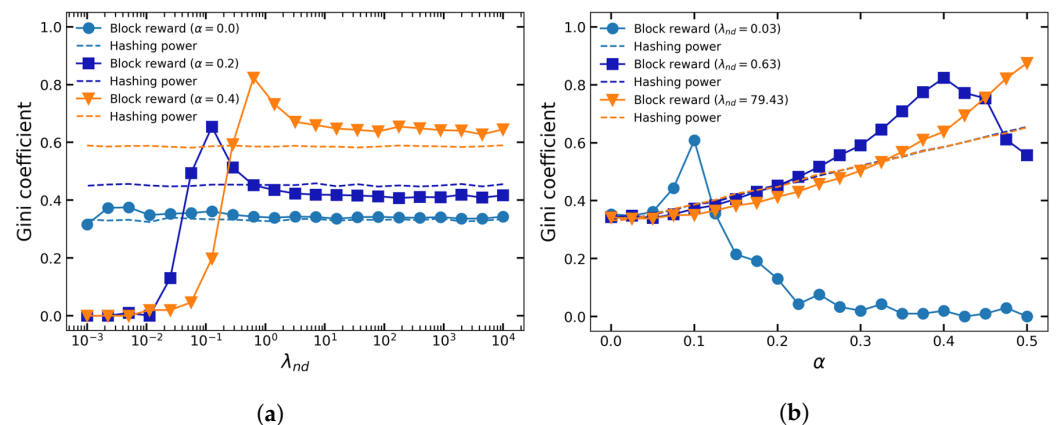 Gini coefficient
1.0
0.8
0.6
0.4
0.2
0.0
Block reward (α = 0.0)
Hashing power
Block reward (α = 0.2)
Hashing power
Block reward (α = 0.4)
Hashing power
10⁻³ 10⁻² 10⁻¹ 10⁰ 10¹ 10² 10³ 10⁴
λnd
(a)
Gini coefficient
1.0
0.8
0.6
0.4
0.2
0.0
Block reward (λnd = 0.03)
Hashing power
Block reward (λnd = 0.63)
Hashing power
Block reward (λnd = 79.43)
Hashing power
0.0 0.1 0.2 0.3 0.4 0.5
α
(b)